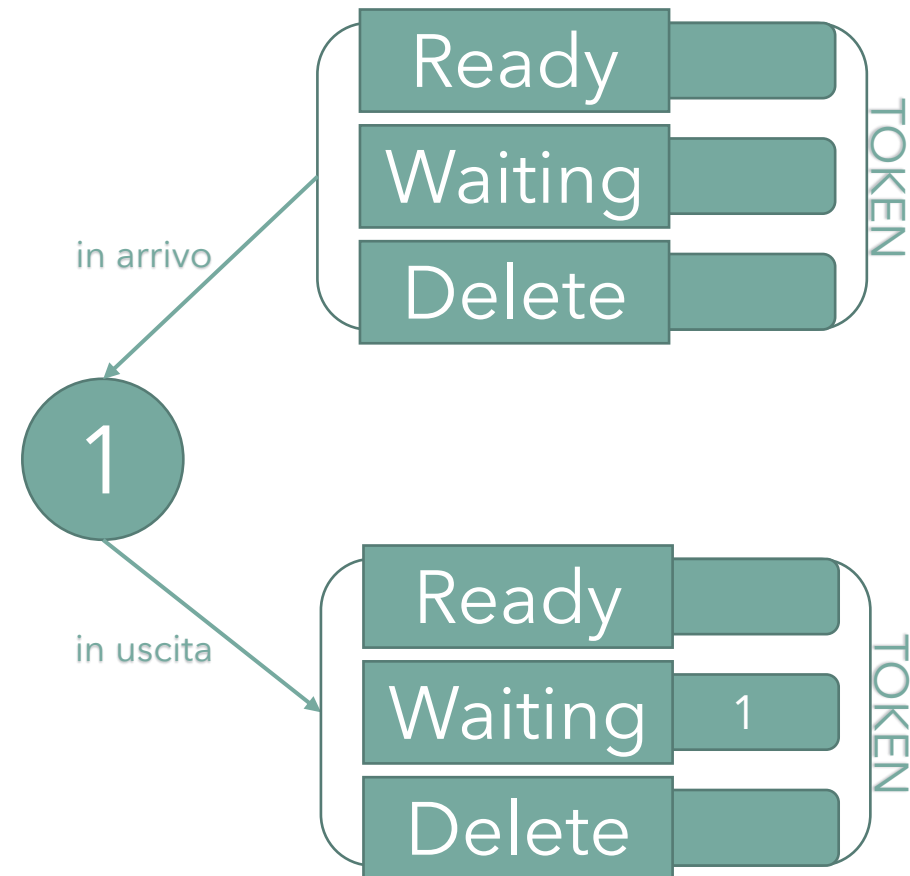 Ready
Waiting
Delete
TOKEN
in arrivo
1
in uscita
Ready
Waiting 1
Delete
TOKEN